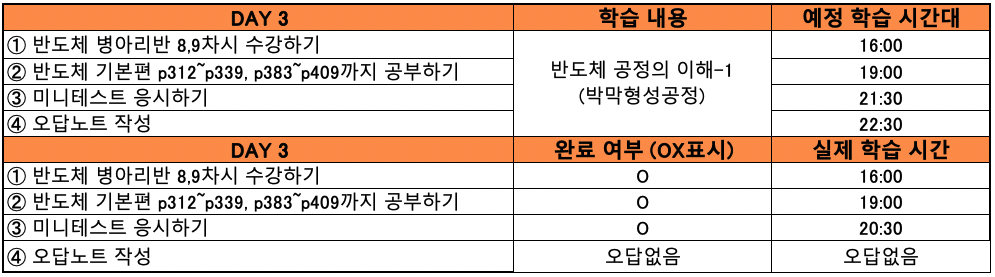 DAY 3 학습 내용 예정 학습 시간대
① 반도체 병아리반 8,9차시 수강하기 16:00
② 반도체 기본편 p312~p339, p383~p409까지 공부하기 반도체 공정의 이해-1 19:00
③ 미니테스트 응시하기 (박막형성공정) 21:30
④ 오답노트 작성 22:30
DAY 3 완료 여부 (OX표시) 실제 학습 시간
① 반도체 병아리반 8,9차시 수강하기 O 16:00
② 반도체 기본편 p312~p339, p383~p409까지 공부하기 O 19:00
③ 미니테스트 응시하기 O 20:30
④ 오답노트 작성 오답없음 오답없음